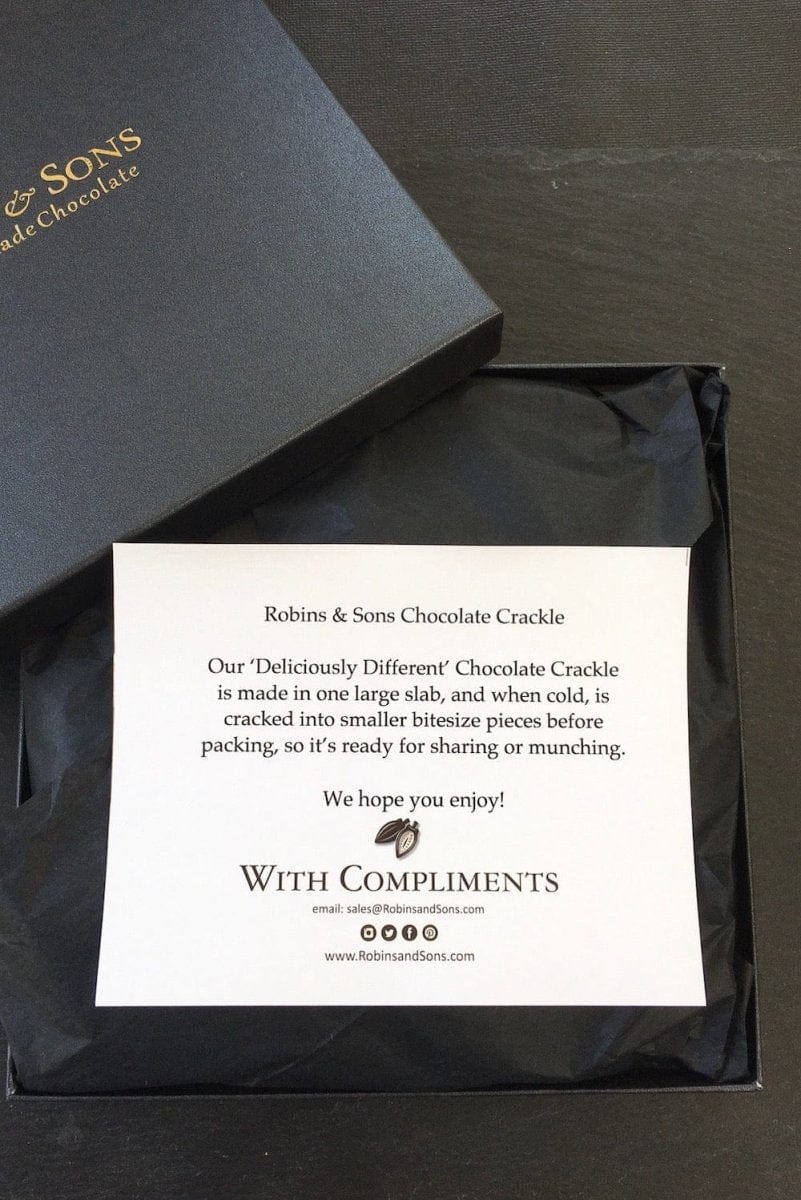 & SONS
Chocolate
Robins & Sons Chocolate Crackle
Our ‘Deliciously Different’ Chocolate Crackle
is made in one large slab, and when cold, is
cracked into smaller bitesize pieces before
packing, so it’s ready for sharing or munching.
We hope you enjoy!
WITH COMPLIMENTS
email: sales@RobinsandSons.com
www.RobinsandSons.com